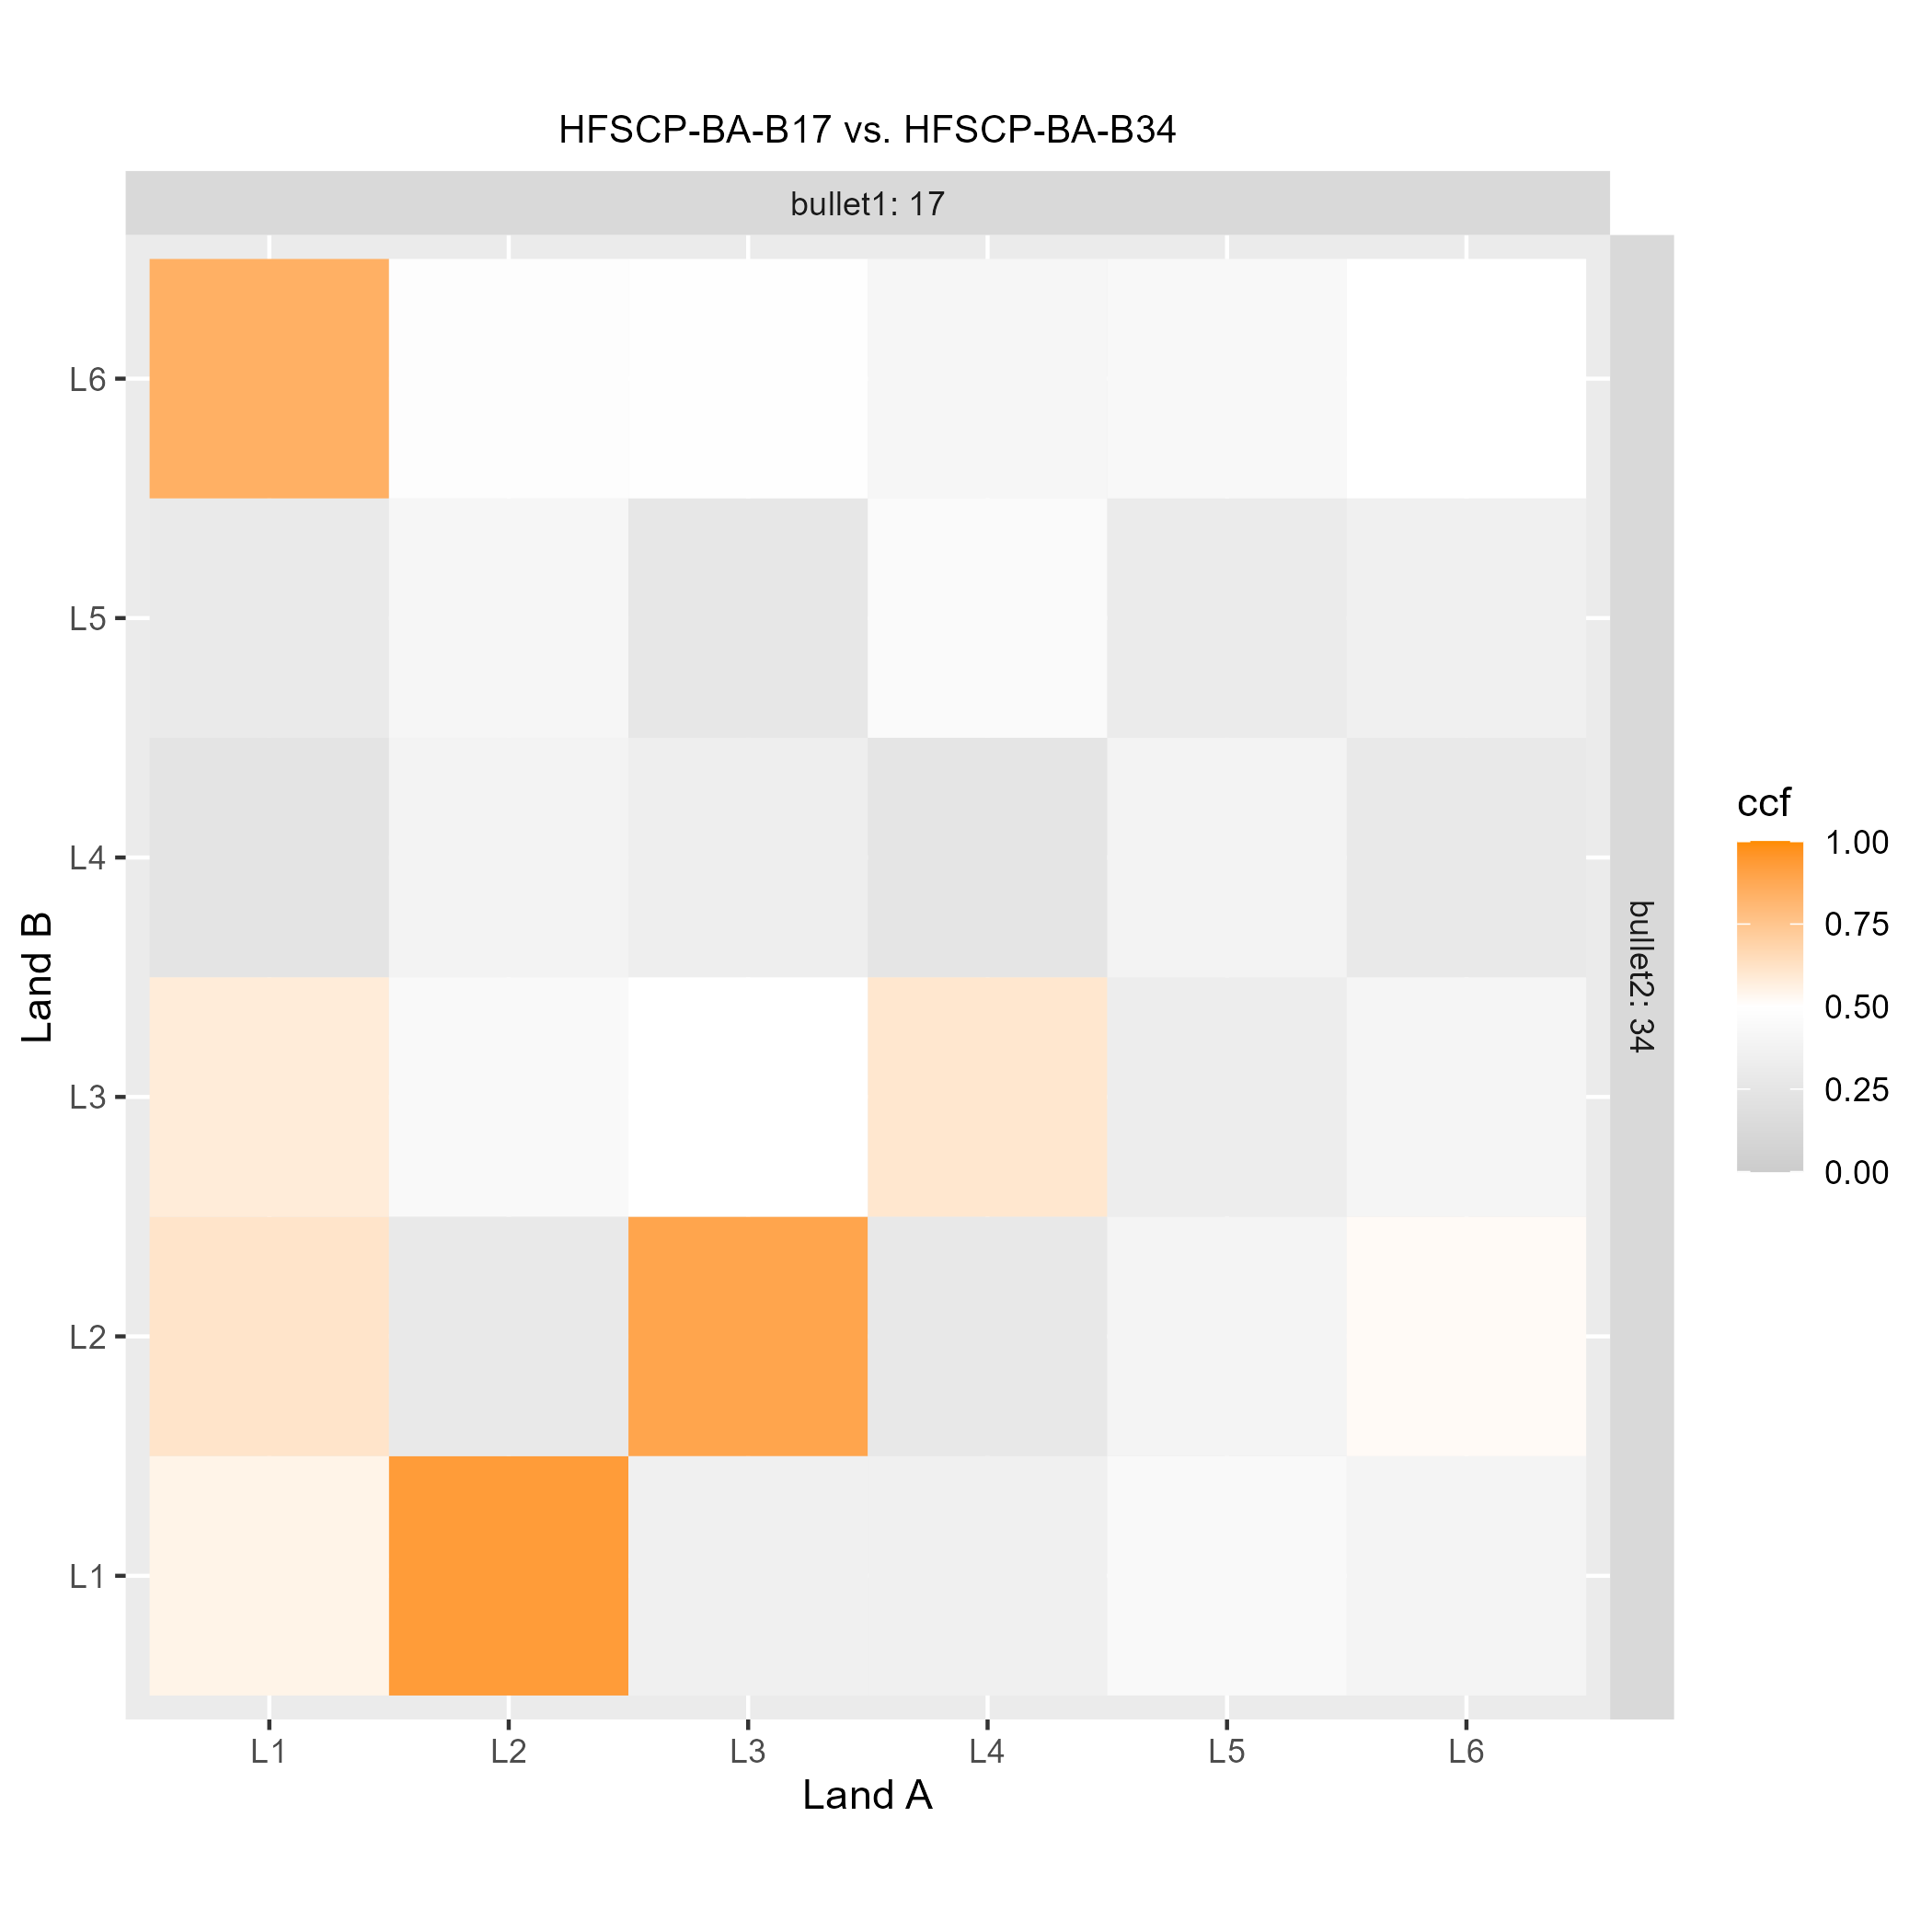 HFSCP-BA-B17 vs. HFSCP-BA-B34
bullet1: 17
L6
L5
L4
L3
L2
L1
Land B
bullet2: 34
L1 L2 L3 L4 L5 L6
Land A
ccf
1.00
0.75
0.50
0.25
0.00